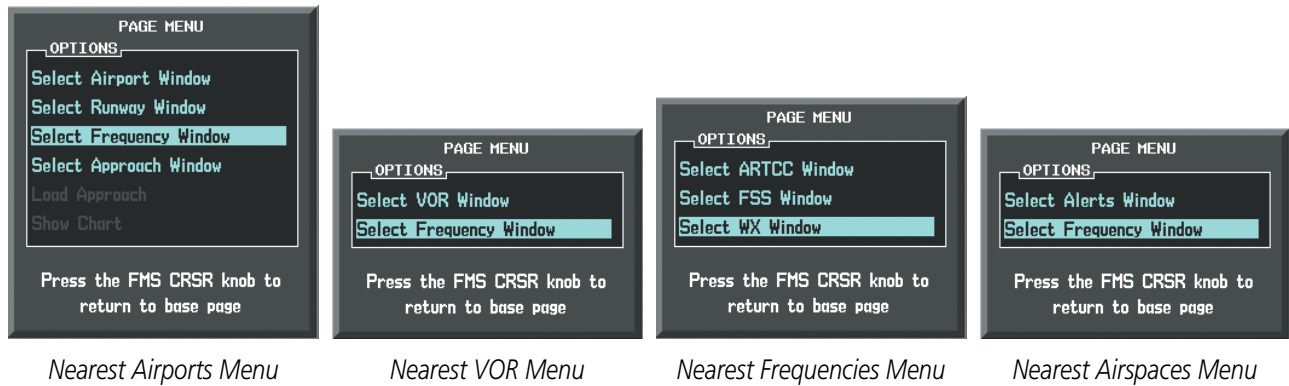 PAGE MENU
OPTIONS
Select Airport Window
Select Runway Window
Select Frequency Window
Select Approach Window
Load Approach
Show Chart
Press the FMS CRSR knob to
return to base page
Nearest Airports Menu
PAGE MENU
OPTIONS
Select VOR Window
Select Frequency Window
Press the FMS CRSR knob to
return to base page
Nearest VOR Menu
PAGE MENU
OPTIONS
Select ARTCC Window
Select FSS Window
Select WX Window
Press the FMS CRSR knob to
return to base page
Nearest Frequencies Menu
PAGE MENU
OPTIONS
Select Alerts Window
Select Frequency Window
Press the FMS CRSR knob to
return to base page
Nearest Airspaces Menu